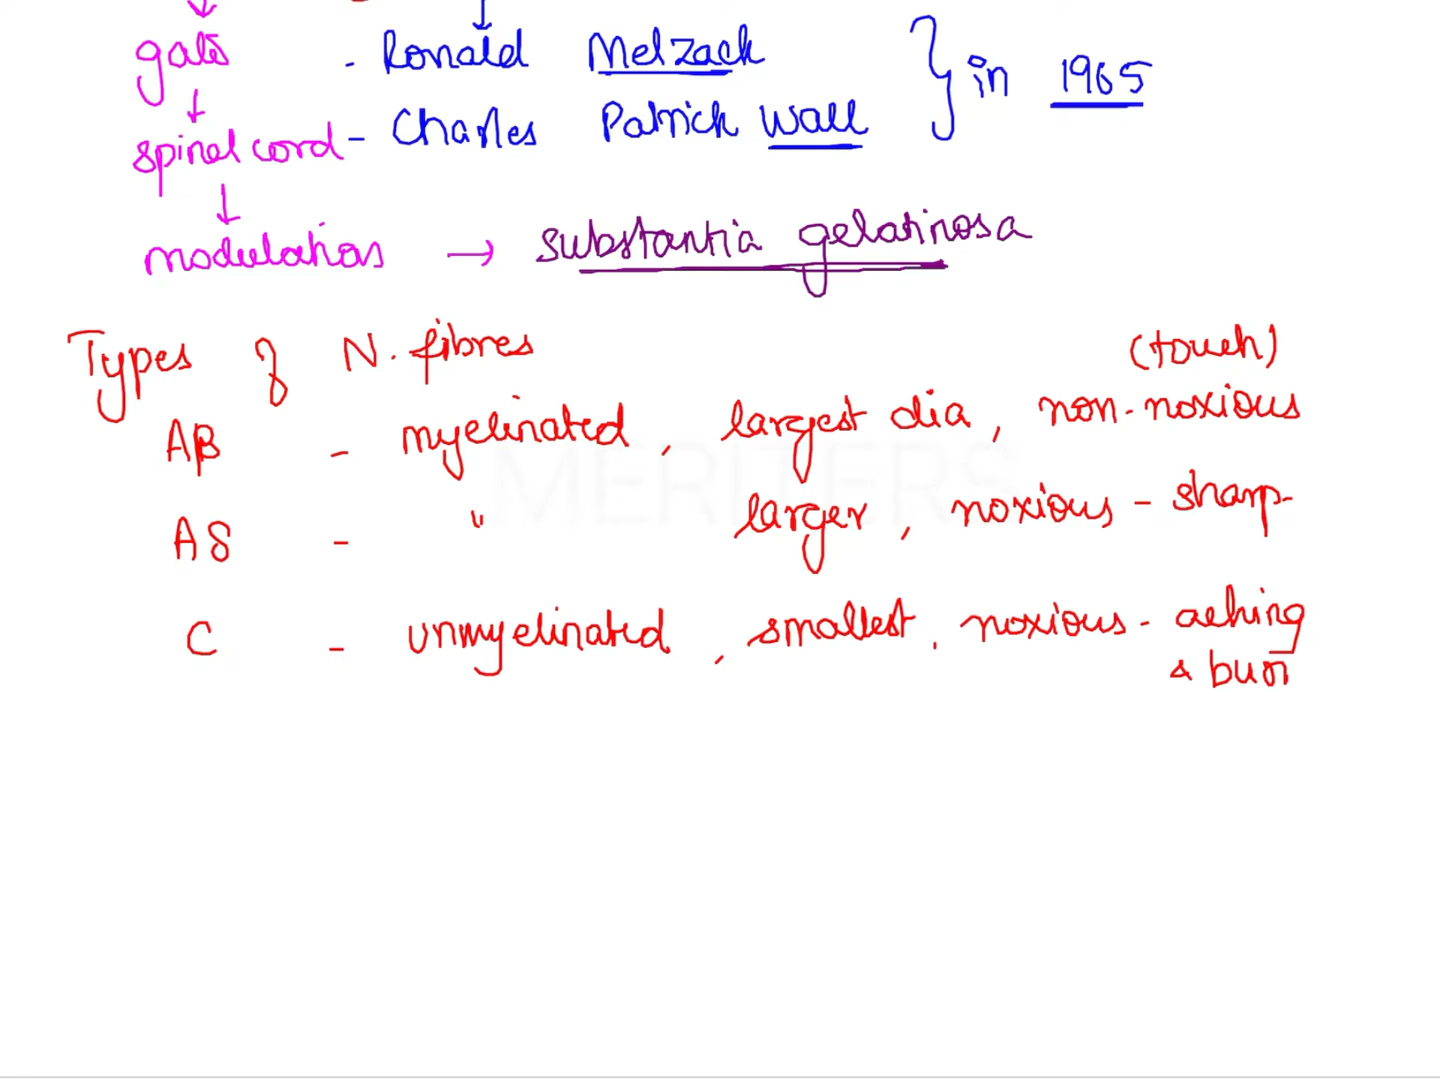 gate - Ronald Melzack } in 1965
spinal cord - Charles Patrick Wall
modulation → substantia gelatinosa
Types of N. fibres
(touch)
Aβ - myelinated, largest dia, non-noxious
Aδ - " larger, noxious - sharp-
C - unmyelinated, smallest, noxious - aching
& burn
MERITERS